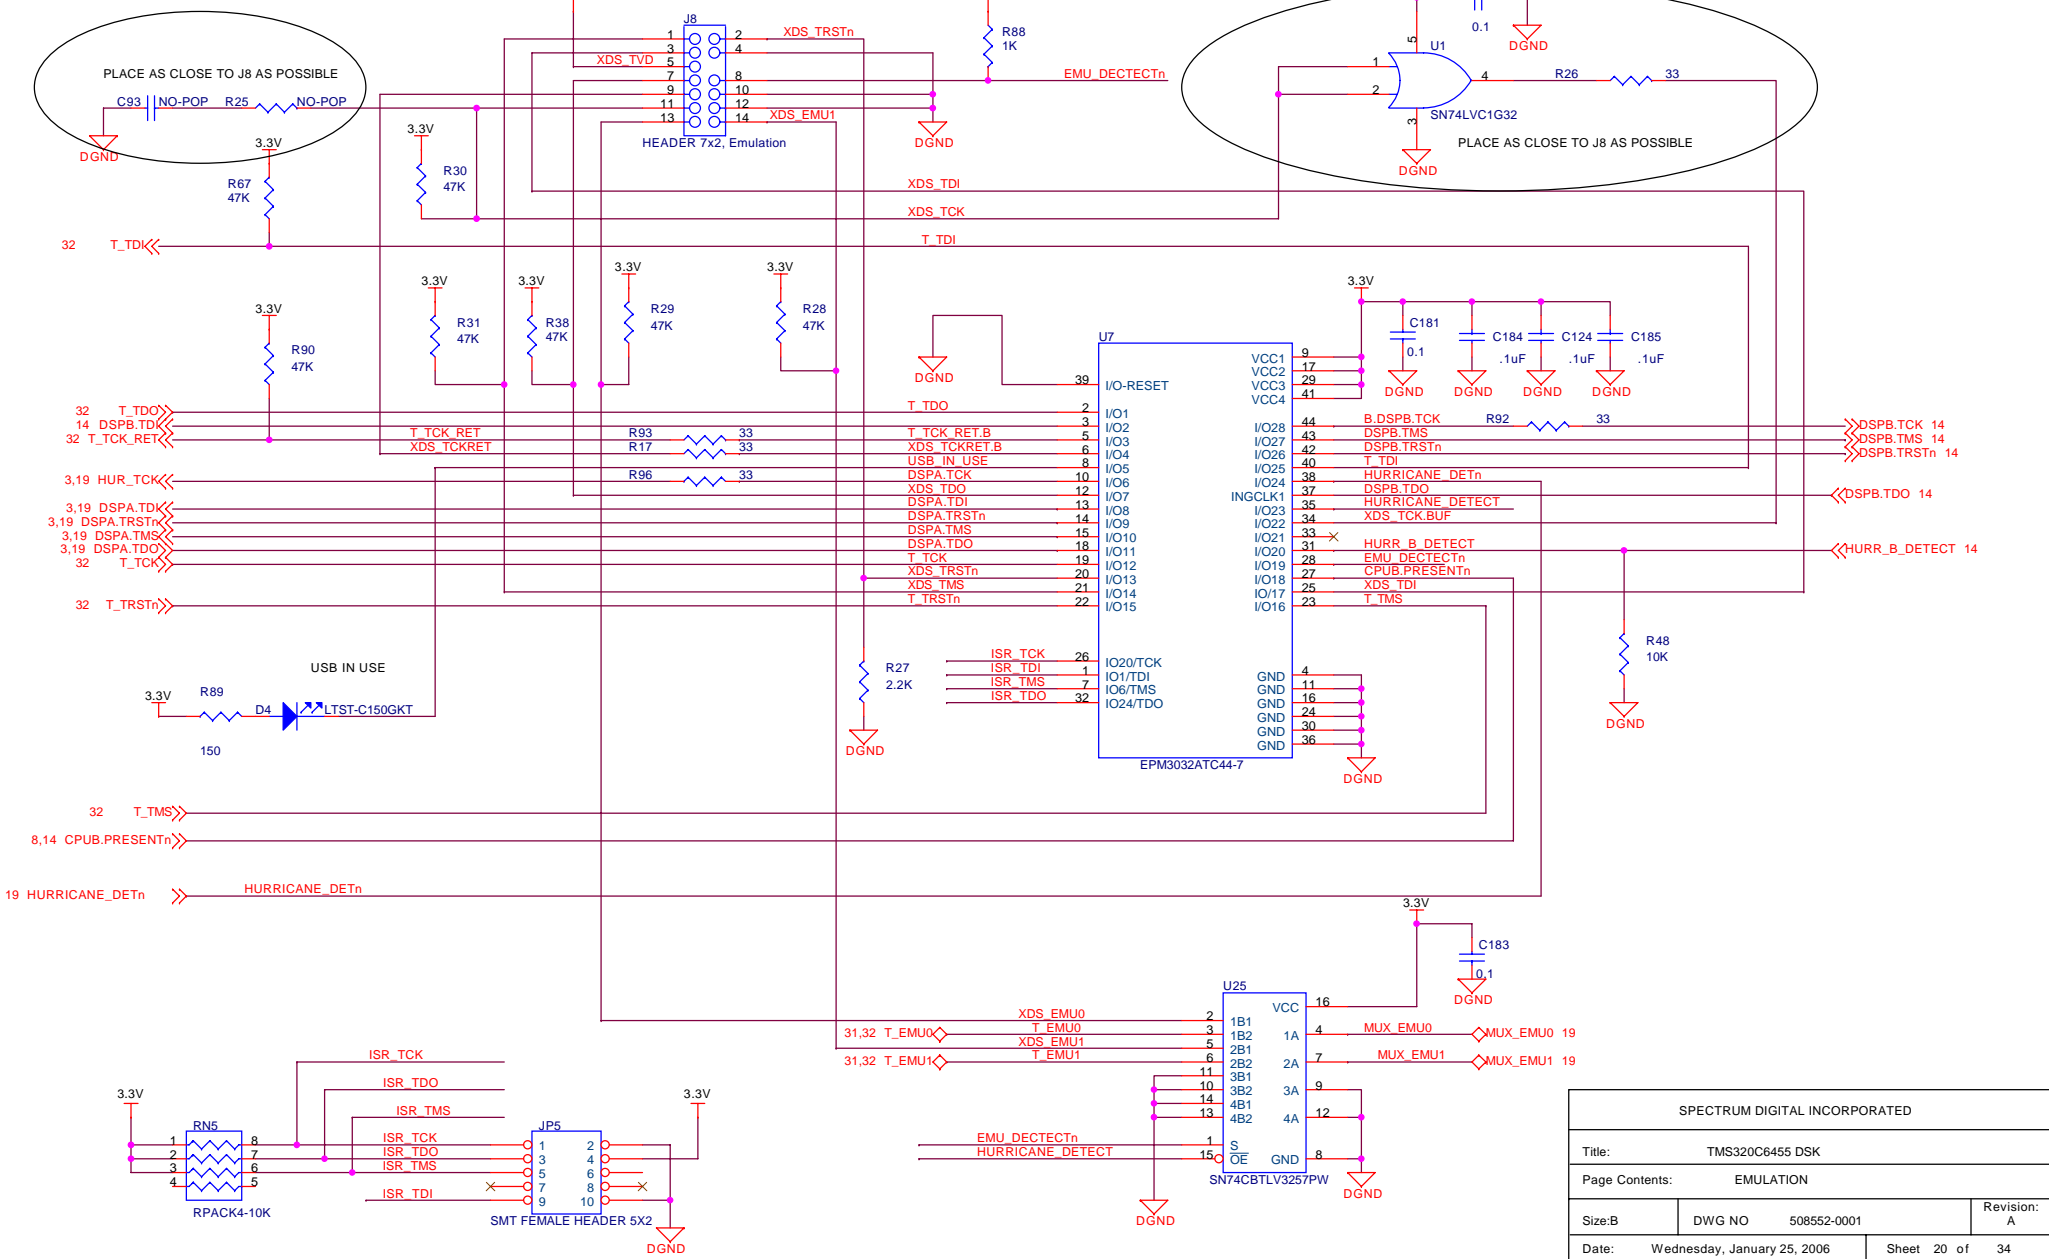 J8
1
3
5
7
9
11
13
2
4
8
10
12
14
XDS_TRSTn
XDS_TVD
XDS_EMU1
HEADER 7x2, Emulation
R88
1K
EMU_DECTECTn
DGND
PLACE AS CLOSE TO J8 AS POSSIBLE
C93
NO-POP
R25
NO-POP
DGND
0.1
DGND
U1
5
1
2
4
3
SN74LVC1G32
R26
33
PLACE AS CLOSE TO J8 AS POSSIBLE
DGND
3.3V
R67
47K
3.3V
R30
47K
XDS_TDI
XDS_TCK
32 T_TDI
T_TDI
3.3V
R90
47K
3.3V
R31
47K
3.3V
R38
47K
3.3V
R29
47K
3.3V
R28
47K
DGND
3.3V
C181
0.1
DGND
C184
.1uF
DGND
C124
.1uF
DGND
C185
.1uF
DGND
U7
39 I/O-RESET
32 T_TDO
T_TDO 2 I/O1
14 DSPB.TDI
3 I/O2
32 T_TCK_RET
T_TCK_RET R93 33 T_TCK_RET.B 5 I/O3
XDS_TCKRET R17 33 XDS_TCKRET.B 6 I/O4
USB_IN_USE 8 I/O5
3,19 HUR_TCK
R96 33 DSPA.TCK 10 I/O6
XDS_TDO 12 I/O7
3,19 DSPA.TDI
DSPA.TDI 13 I/O8
3,19 DSPA.TRSTn
DSPA.TRSTn 14 I/O9
3,19 DSPA.TMS
DSPA.TMS 15 I/O10
3,19 DSPA.TDO
DSPA.TDO 18 I/O11
32 T_TCK
T_TCK 19 I/O12
XDS_TRSTn 20 I/O13
XDS_TMS 21 I/O14
32 T_TRSTn
T_TRSTn 22 I/O15
ISR_TCK 26 IO20/TCK
ISR_TDI 1 IO1/TDI
ISR_TMS 7 IO6/TMS
ISR_TDO 32 IO24/TDO
VCC1 9
VCC2 17
VCC3 29
VCC4 41
I/O28 44 B.DSPB.TCK R92 33 DSPB.TCK 14
I/O27 43 DSPB.TMS DSPB.TMS 14
I/O26 42 DSPB.TRSTn DSPB.TRSTn 14
I/O25 40 T_TDI
I/O24 38 HURRICANE_DETn
INGCLK1 37 DSPB.TDO DSPB.TDO 14
I/O23 35 HURRICANE_DETECT
I/O22 34 XDS_TCK.BUF
I/O21 33
I/O20 31 HURR_B_DETECT HURR_B_DETECT 14
I/O19 28 EMU_DECTECTn
I/O18 27 CPUB.PRESENTn
IO/17 25 XDS_TDI
I/O16 23 T_TMS
GND 4
GND 11
GND 16
GND 24
GND 30
GND 36
EPM3032ATC44-7
DGND
R48
10K
DGND
R27
2.2K
DGND
USB IN USE
3.3V
R89
150
D4
LTST-C150GKT
32 T_TMS
8,14 CPUB.PRESENTn
19 HURRICANE_DETn
HURRICANE_DETn
3.3V
C183
0.1
DGND
U25
XDS_EMU0 2 1B1
31,32 T_EMU0 T_EMU0 3 1B2
XDS_EMU1 5 2B1
31,32 T_EMU1 T_EMU1 6 2B2
11 3B1
10 3B2
14 4B1
13 4B2
EMU_DECTECTn 1 S
HURRICANE_DETECT 15 OE
VCC 16
1A 4 MUX_EMU0 MUX_EMU0 19
2A 7 MUX_EMU1 MUX_EMU1 19
3A 9
4A 12
GND 8
SN74CBTLV3257PW
DGND
DGND
3.3V
RN5
1 8
2 7
3 6
4 5
RPACK4-10K
ISR_TCK
ISR_TDO
ISR_TMS
ISR_TCK
ISR_TDO
ISR_TMS
ISR_TDI
JP5
1 2
3 4
5 6
7 8
9 10
SMT FEMALE HEADER 5X2
3.3V
DGND
SPECTRUM DIGITAL INCORPORATED
Title: TMS320C6455 DSK
Page Contents: EMULATION
Size:B DWG NO 508552-0001 Revision: A
Date: Wednesday, January 25, 2006 Sheet 20 of 34